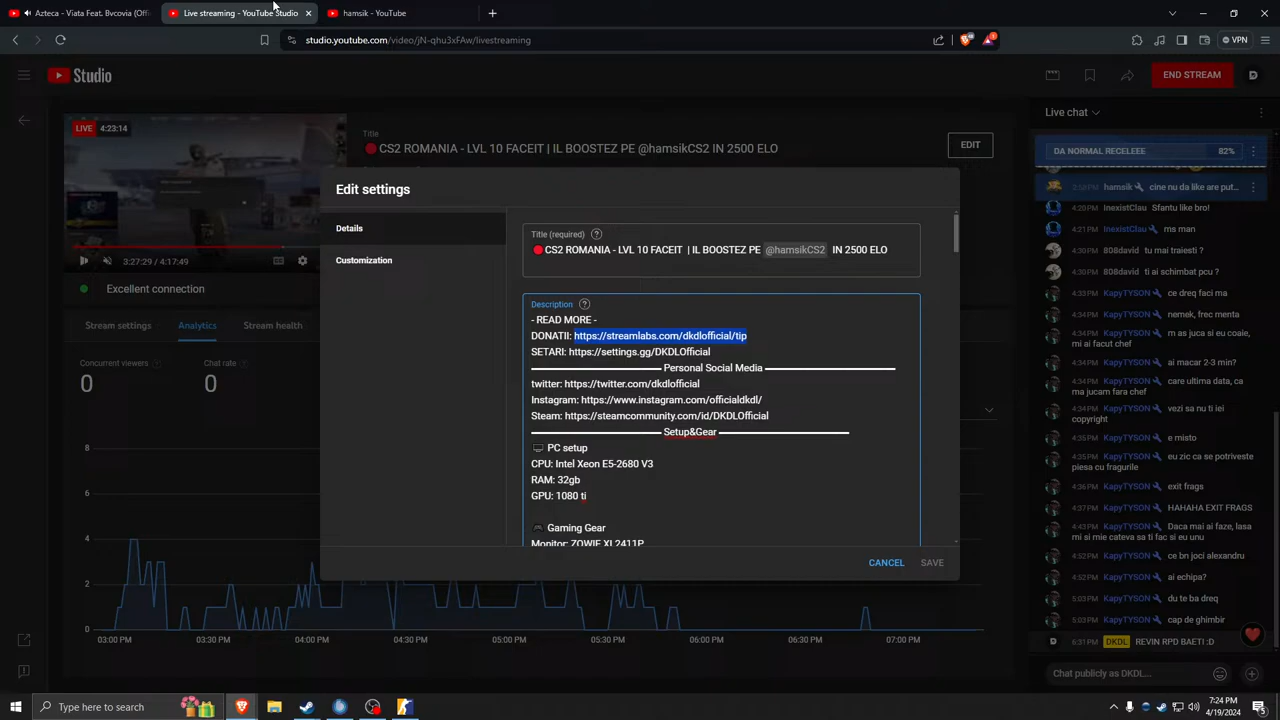 Azteca - Viata Feat. Bvcovia (Ofi
Live streaming - YouTube Studio
hamsik - YouTube
studio.youtube.com/video/jN-qhu3xFAw/livestreaming
VPN
Studio
END STREAM
LIVE 4:23:14
Title
CS2 ROMANIA - LVL 10 FACEIT | IL BOOSTEZ PE @hamsikCS2 IN 2500 ELO
EDIT
3:27:29 / 4:17:49
Excellent connection
Stream settings
Analytics
Stream health
Concurrent viewers
0
Chat rate
0
8
6
4
2
0
03:00 PM
03:30 PM
04:00 PM
04:30 PM
05:00 PM
05:30 PM
06:00 PM
06:30 PM
07:00 PM
Edit settings
Details
Customization
Title (required)
CS2 ROMANIA - LVL 10 FACEIT | IL BOOSTEZ PE @hamsikCS2 IN 2500 ELO
Description
- READ MORE -
DONATII: https://streamlabs.com/dkdlofficial/tip
SETARI: https://settings.gg/DKDLOfficial
Personal Social Media
twitter: https://twitter.com/dkdlofficial
Instagram: https://www.instagram.com/officialdkdl/
Steam: https://steamcommunity.com/id/DKDLOfficial
Setup&Gear
PC setup
CPU: Intel Xeon E5-2680 V3
RAM: 32gb
GPU: 1080 ti
Gaming Gear
Monitor: ZOWIE XL2411P
CANCEL
SAVE
Live chat
DA NORMAL RECELEEE 82%
3:59 PM hamsik cine nu da like are put...
4:20 PM InexistClau Sfantu like bro!
4:21 PM InexistClau ms man
4:30 PM 808david tu mai traiesti ?
4:30 PM 808david ti ai schimbat pcu ?
4:33 PM KapyTYSON ce dreq faci ma
4:34 PM KapyTYSON nemek, frec menta
4:34 PM KapyTYSON m as juca si eu coaie,
mi ai facut chef
4:34 PM KapyTYSON ai macar 2-3 min?
4:34 PM KapyTYSON care ultima data, ca
ma jucam fara chef
4:34 PM KapyTYSON vezi sa nu ti iei
copyright
4:35 PM KapyTYSON e misto
4:35 PM KapyTYSON eu zic ca se potriveste
piesa cu fragurile
4:36 PM KapyTYSON exit frags
4:37 PM KapyTYSON HAHAHA EXIT FRAGS
4:43 PM KapyTYSON Daca mai ai faze, lasa
mi si mie cateva sa ti fac si eu unu
4:52 PM KapyTYSON ce bn joci alexandru
4:52 PM KapyTYSON ai echipa?
5:03 PM KapyTYSON du te ba dreq
5:03 PM KapyTYSON cap de ghimbir
6:31 PM DKDL REVIN RPD BAETI :D
Chat publicly as DKDL...
Type here to search
7:24 PM
4/19/2024
5